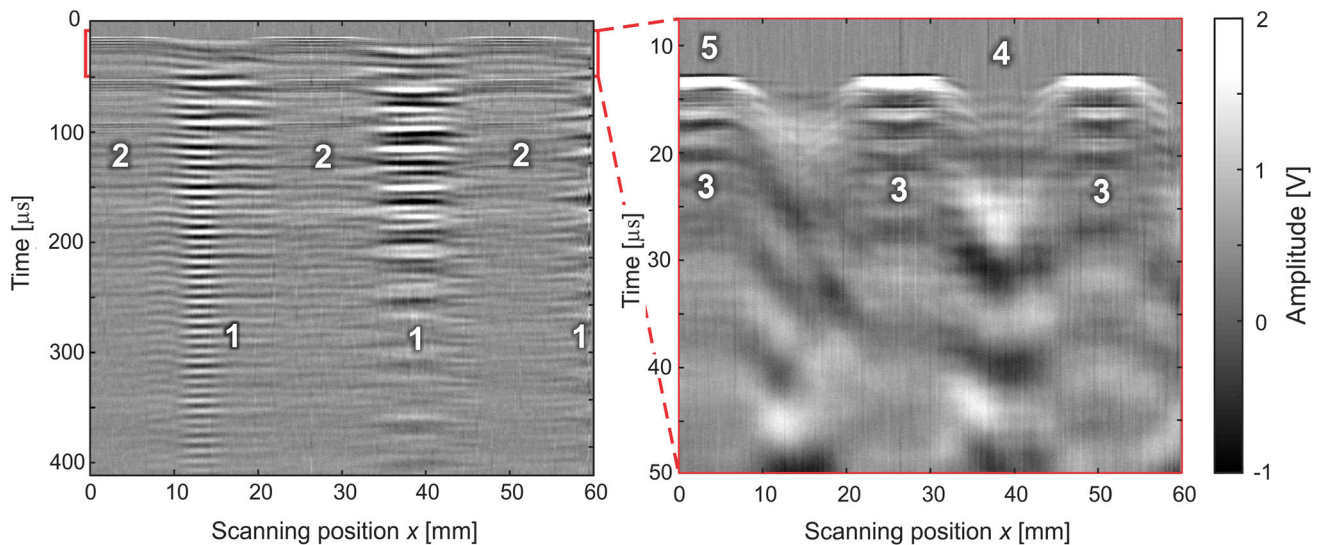 0
100
200
300
400
Time [μs]
0 10 20 30 40 50 60
Scanning position x [mm]
2 2 2
1 1 1
10
20
30
40
50
Time [μs]
0 10 20 30 40 50 60
Scanning position x [mm]
5 4
3 3 3
2
1
0
-1
Amplitude [V]